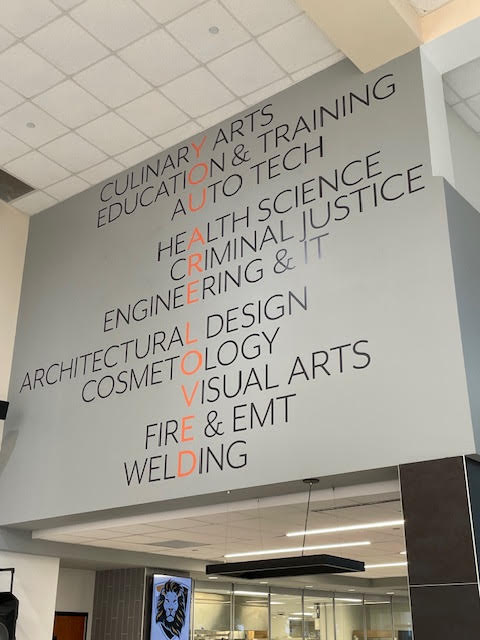 CULINARY ARTS
EDUCATION & TRAINING
AUTO TECH
HEALTH SCIENCE
CRIMINAL JUSTICE
ENGINEERING & IT
ARCHITECTURAL DESIGN
COSMETOLOGY
VISUAL ARTS
FIRE & EMT
WELDING